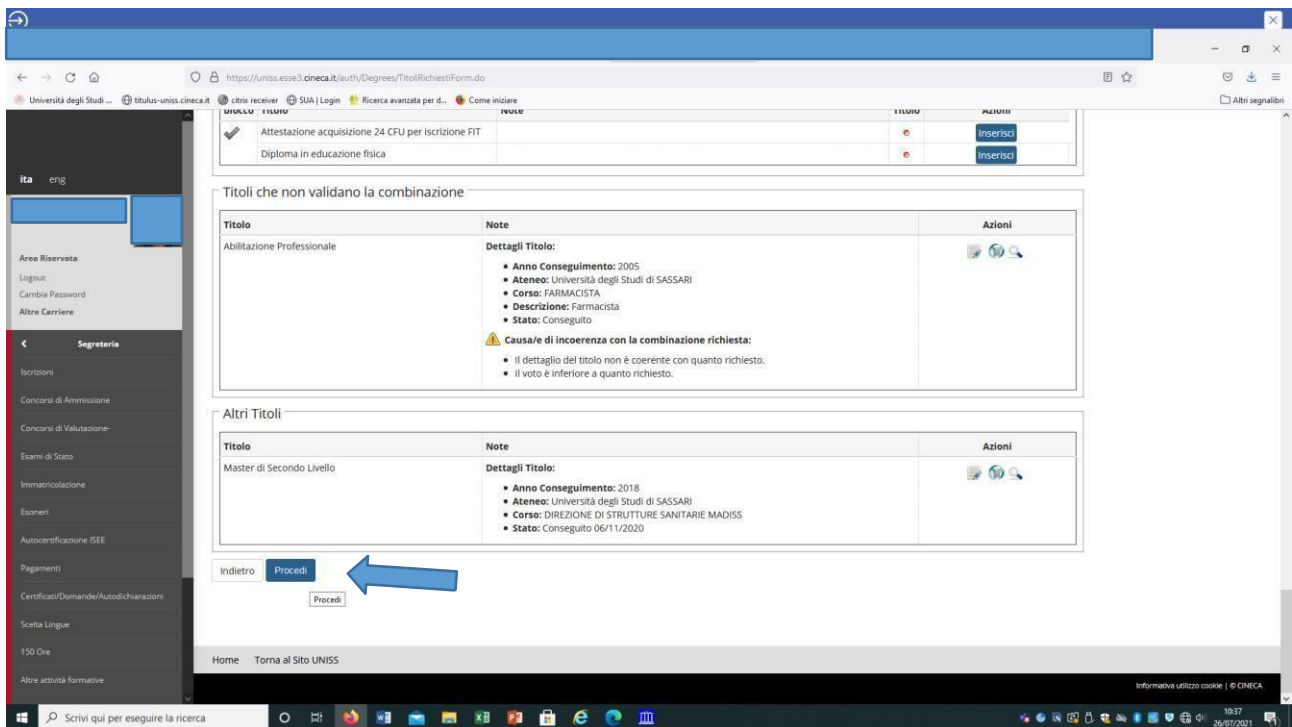 https://uniss.esse3.cineca.it/auth/Degrees/TitoliRichiestiForm.do
Università degli Studi ... titulus-uniss.cineca.it citrix receiver SUA | Login Ricerca avanzata per d... Come iniziare Altri segnalibri
Blocco Titolo Note Titolo Azioni
Attestazione acquisizione 24 CFU per iscrizione FIT Inserisci
Diploma in educazione fisica Inserisci
ita eng
Area Riservata
Logout
Cambia Password
Altre Carriere
Segreteria
Iscrizioni
Concorsi di Ammissione
Concorsi di Valutazione-
Esami di Stato
Immatricolazione
Esoneri
Autocertificazione ISEE
Pagamenti
Certificati/Domande/Autodichiarazioni
Scelta Lingue
150 Ore
Altre attività formative
Titoli che non validano la combinazione
Titolo Note Azioni
Abilitazione Professionale Dettagli Titolo:
• Anno Conseguimento: 2005
• Ateneo: Università degli Studi di SASSARI
• Corso: FARMACISTA
• Descrizione: Farmacista
• Stato: Conseguito
Causa/e di incoerenza con la combinazione richiesta:
• Il dettaglio del titolo non è coerente con quanto richiesto.
• Il voto è inferiore a quanto richiesto.
Altri Titoli
Titolo Note Azioni
Master di Secondo Livello Dettagli Titolo:
• Anno Conseguimento: 2018
• Ateneo: Università degli Studi di SASSARI
• Corso: DIREZIONE DI STRUTTURE SANITARIE MADISS
• Stato: Conseguito 06/11/2020
Indietro Procedi
Procedi
Home Torna al Sito UNISS
Informativa utilizzo cookie | © CINECA
Scrivi qui per eseguire la ricerca
10:37
26/07/2021